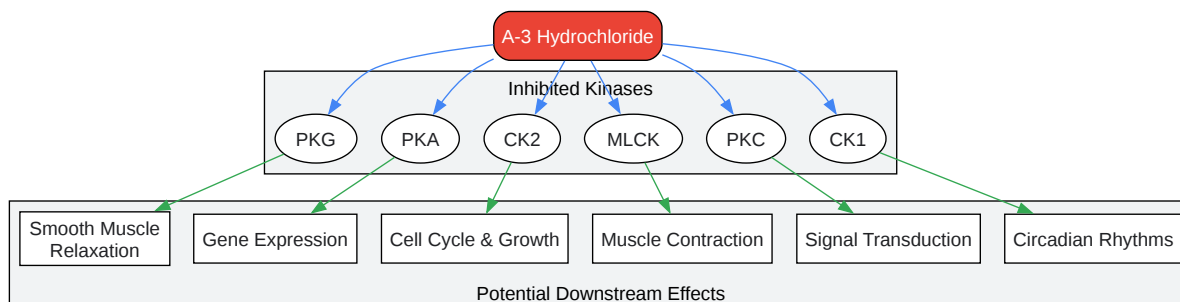 A-3 Hydrochloride
Inhibited Kinases
PKG
PKA
CK2
MLCK
PKC
CK1
Smooth Muscle
Relaxation
Gene Expression
Cell Cycle & Growth
Muscle Contraction
Signal Transduction
Circadian Rhythms
Potential Downstream Effects